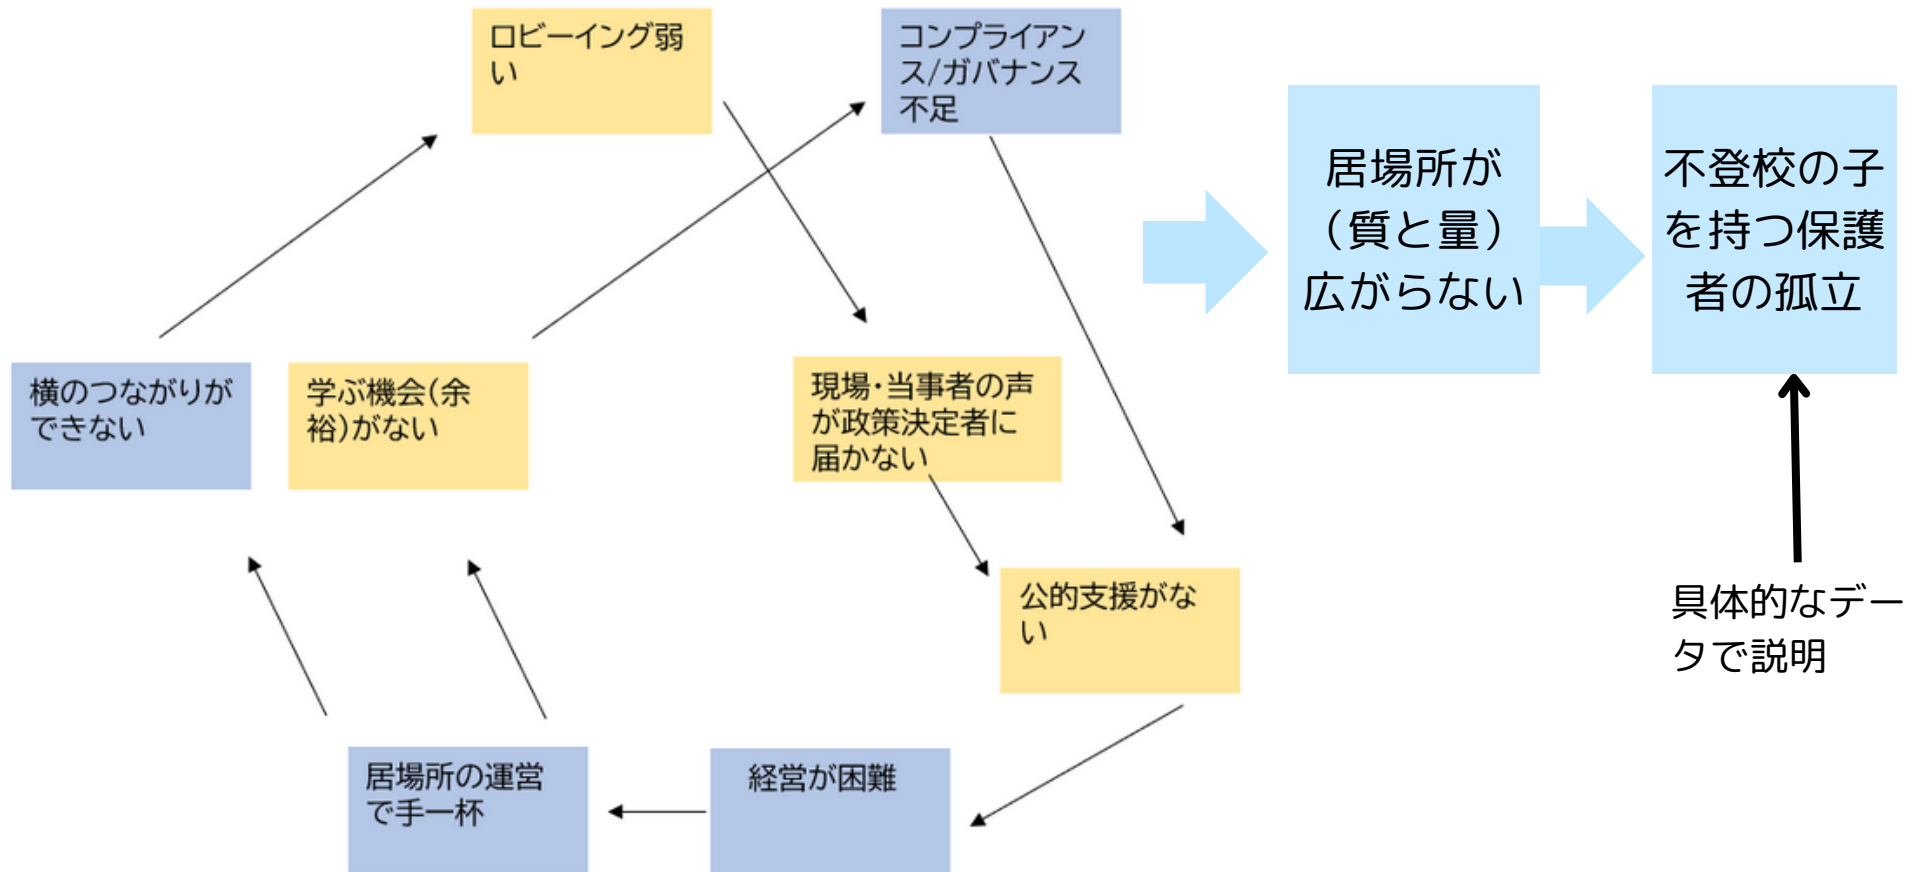 ロビーイング弱
い
コンプライアン
ス/ガバナンス
不足
居場所が
（質と量）
広がらない
不登校の子
を持つ保護
者の孤立
横のつながりが
できない
学ぶ機会(余
裕)がない
現場・当事者の声
が政策決定者に
届かない
公的支援がな
い
具体的なデー
タで説明
居場所の運営
で手一杯
経営が困難